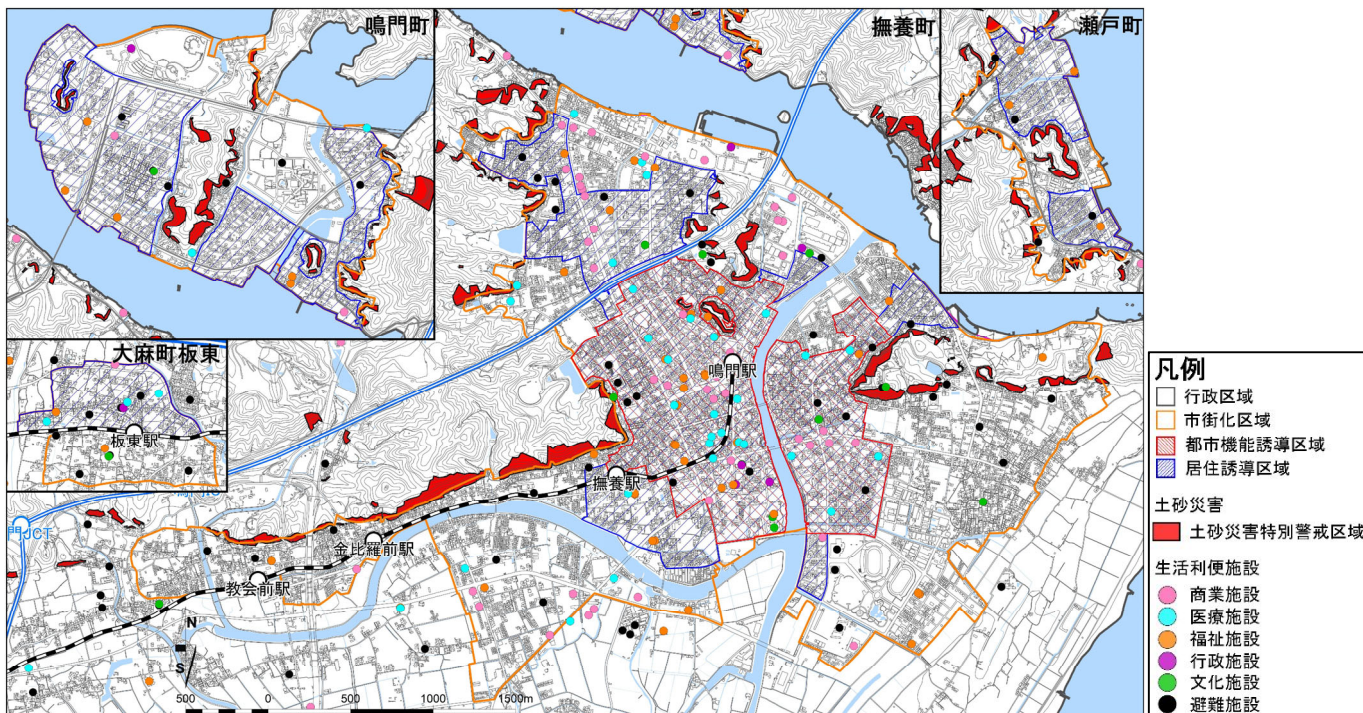 鳴門町
撫養町
瀬戸町
大麻町板東
板東駅
鳴門駅
撫養駅
金比羅前駅
教会前駅
門JCT
N
S
500
0
500
1000
1500m
凡例
行政区域
市街化区域
都市機能誘導区域
居住誘導区域
土砂災害
土砂災害特別警戒区域
生活利便施設
商業施設
医療施設
福祉施設
行政施設
文化施設
避難施設